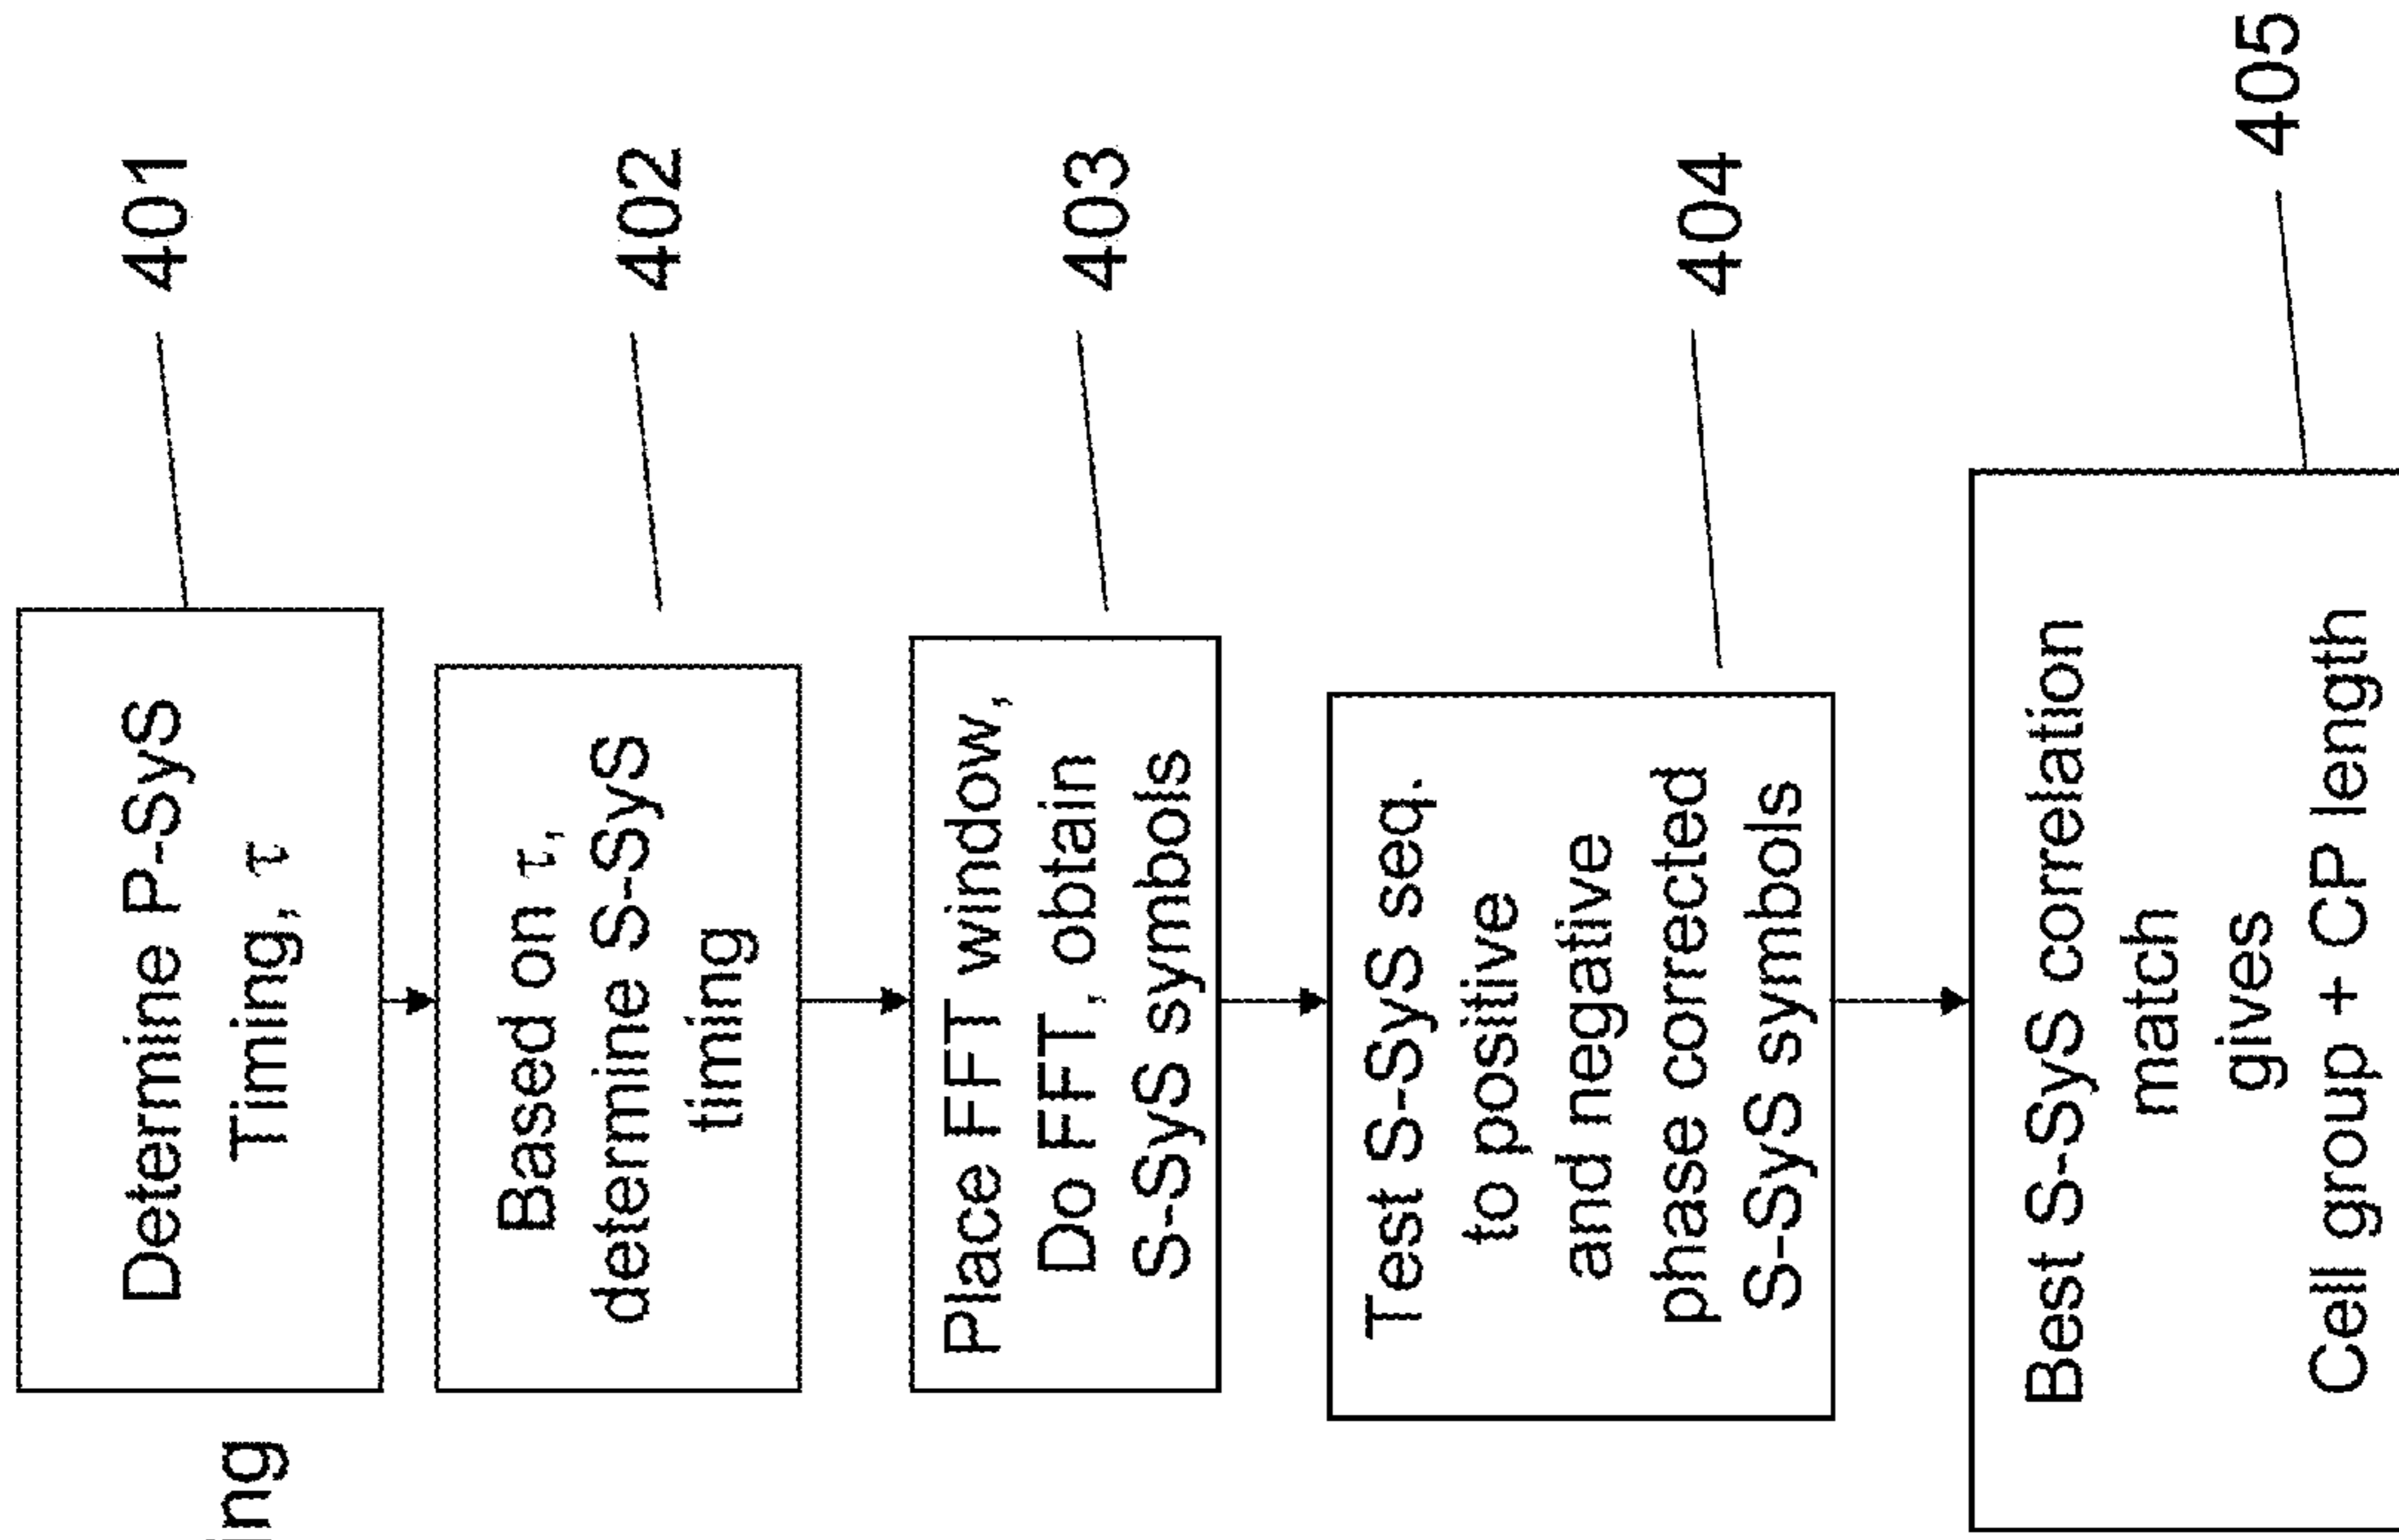 401
Determine P-SyS
Timing, τ
402
Based on τ,
determine S-SyS
timing
403
Place FFT window,
Do FFT, obtain
S-SyS symbols
404
Test S-SyS seq.
to positive
and negative
phase corrected
S-SyS symbols
405
Best S-SyS correlation
match
gives
Cell group + CP length